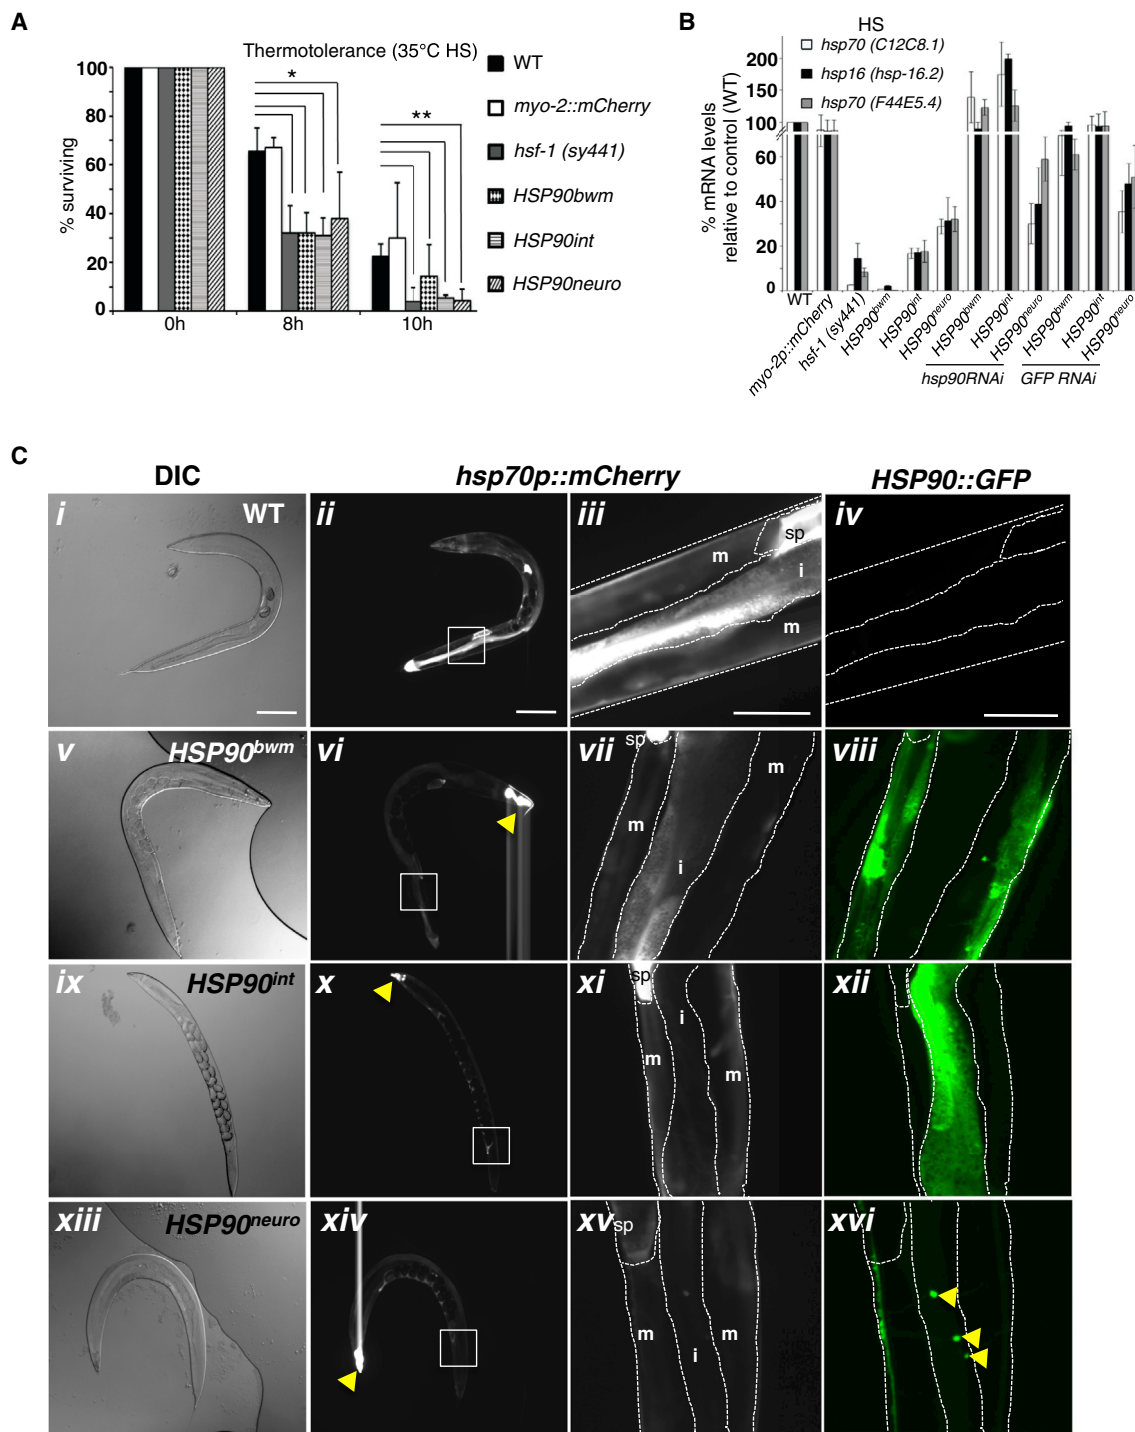 A
Thermotolerance (35°C HS)
% surviving
100
80
60
40
20
0
*
**
0h
8h
10h
WT
myo-2::mCherry
hsf-1 (sy441)
HSP90bwm
HSP90int
HSP90neuro
B
HS
hsp70 (C12C8.1)
hsp16 (hsp-16.2)
hsp70 (F44E5.4)
% mRNA levels
relative to control (WT)
200
150
100
60
40
20
0
WT
myo-2p::mCherry
hsf-1 (sy441)
HSP90bwm
HSP90int
HSP90neuro
HSP90bwm
HSP90int
HSP90neuro
HSP90bwm
HSP90int
HSP90neuro
hsp90RNAi
GFP RNAi
C
DIC
hsp70p::mCherry
HSP90::GFP
i
WT
ii
iii
m
sp
i
m
iv
v
HSP90bwm
vi
vii
sp
m
m
i
viii
ix
HSP90int
x
xi
sp
i
m
m
xii
xiii
HSP90neuro
xiv
xv
sp
m
m
i
xvi